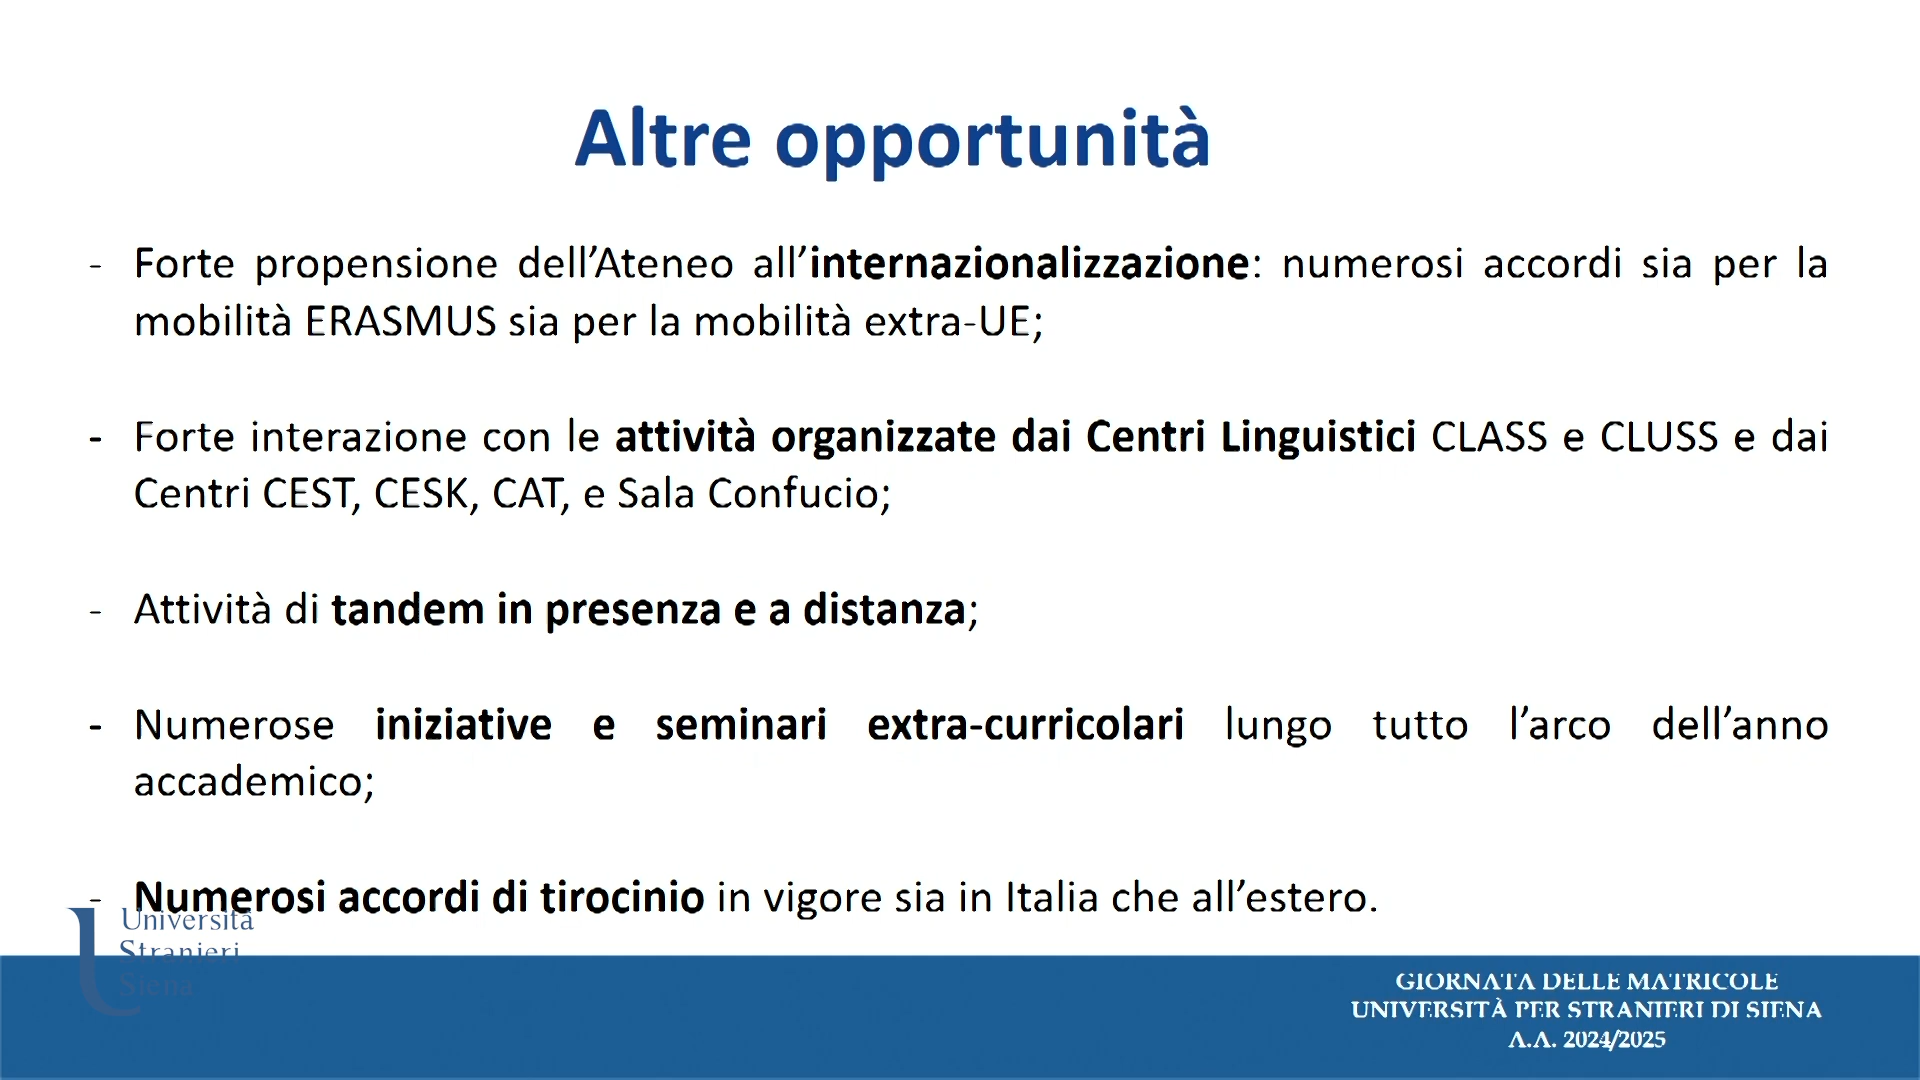 Altre opportunità
- Forte propensione dell’Ateneo all’internazionalizzazione: numerosi accordi sia per la
mobilità ERASMUS sia per la mobilità extra-UE;
- Forte interazione con le attività organizzate dai Centri Linguistici CLASS e CLUSS e dai
Centri CEST, CESK, CAT, e Sala Confucio;
- Attività di tandem in presenza e a distanza;
- Numerose iniziative e seminari extra-curricolari lungo tutto l’arco dell’anno
accademico;
- Numerosi accordi di tirocinio in vigore sia in Italia che all’estero.
Università
Stranieri
Siena
GIORNATA DELLE MATRICOLE
UNIVERSITÀ PER STRANIERI DI SIENA
A.A. 2024/2025